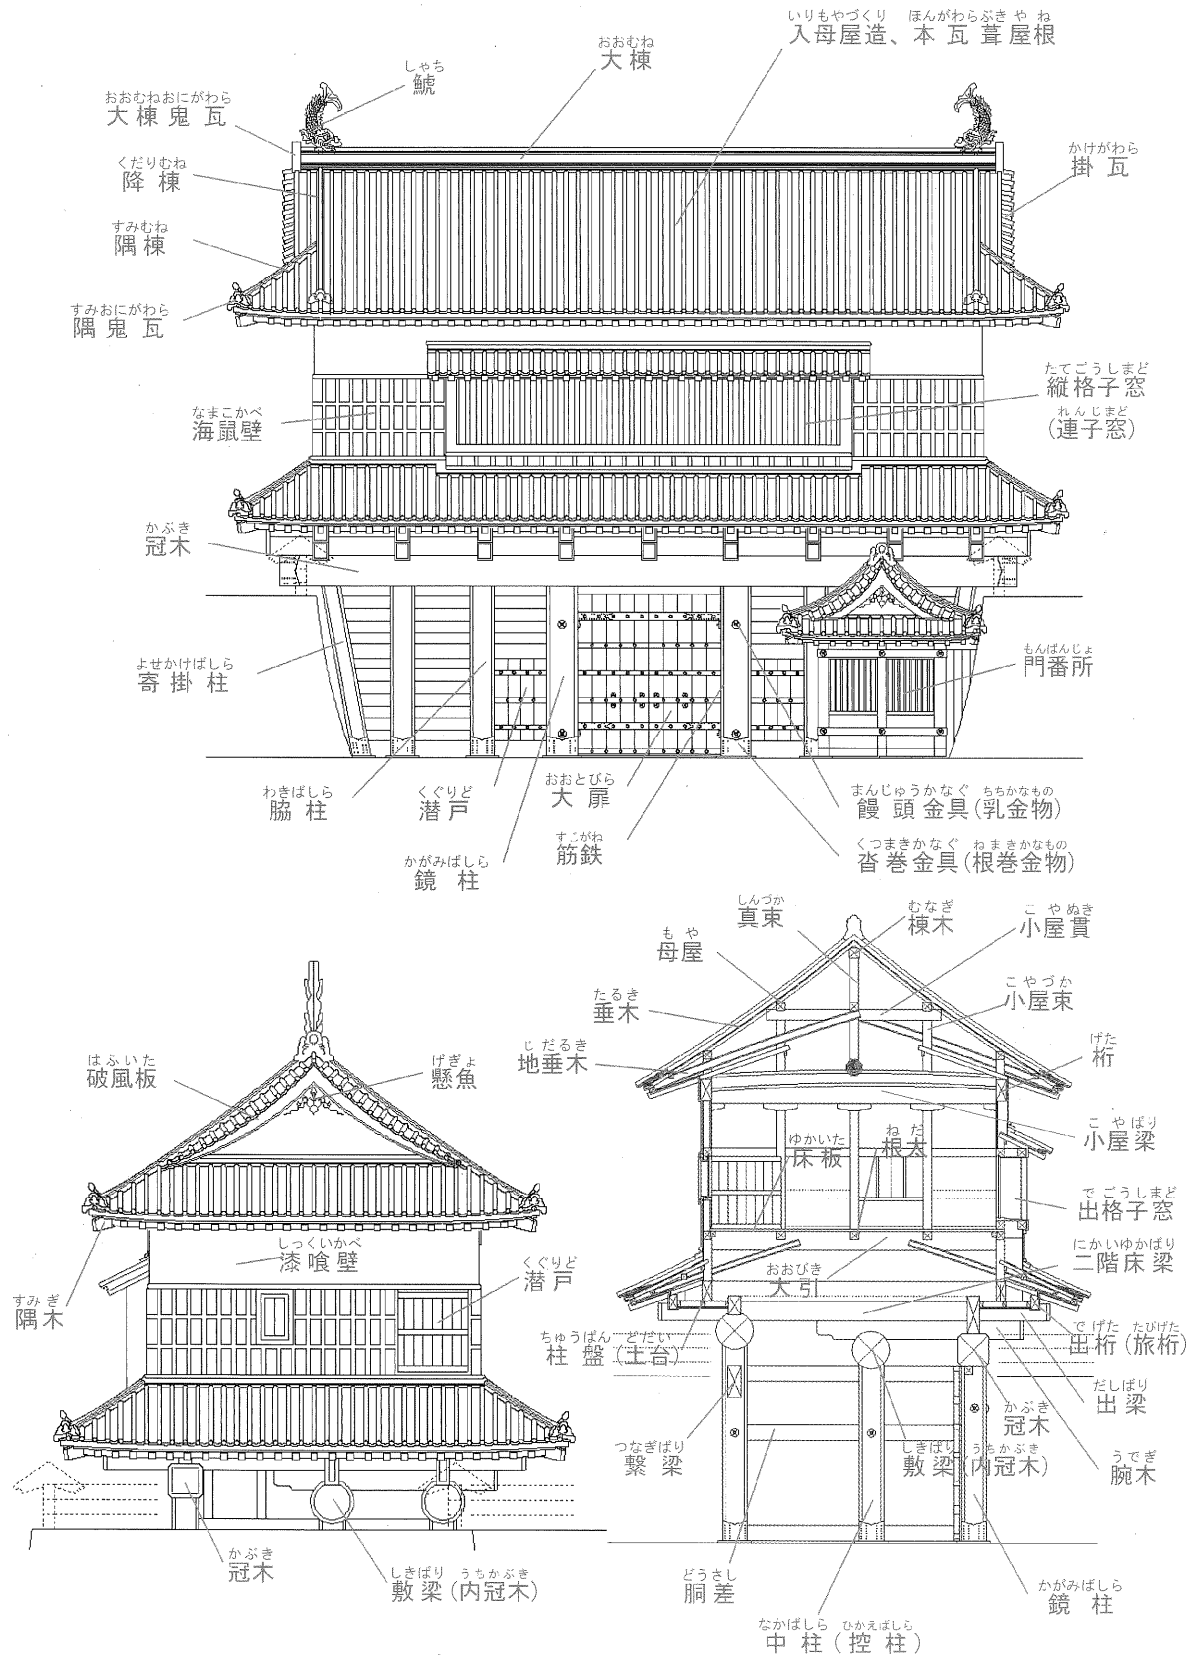 いりもやづくり ほんがわらぶき や ね
入母屋造、本瓦葺屋根
おおむね
大棟
しゃち
鯱
おおむねおにがわら
大棟鬼瓦
くだりむね
降棟
かけがわら
掛瓦
すみむね
隅棟
すみおにがわら
隅鬼瓦
たてごうしまど
縦格子窓
れんじまど
(連子窓)
なまこかべ
海鼠壁
かぶき
冠木
よせかけばしら
寄掛柱
もんばんじょ
門番所
わきばしら
脇柱
くぐりど
潜戸
おおとびら
大扉
まんじゅうかなぐ ちちかなもの
饅頭金具(乳金物)
かがみばしら
鏡柱
すじがね
筋鉄
くつまきかなぐ ねまきかなもの
沓巻金具(根巻金物)
しんづか
真束
むなぎ
棟木
こ やぬき
小屋貫
も や
母屋
たるき
垂木
こ や づか
小屋束
じ だるき
地垂木
げた
桁
はふいた
破風板
げぎょ
懸魚
こ やばり
小屋梁
ゆかいた
床板
ね だ
根太
で ごうしまど
出格子窓
しっくいかべ
漆喰壁
くぐりど
潜戸
にかいゆかばり
二階床梁
おおびき
大引
すみ ぎ
隅木
ちゅうばん どだい
柱盤(土台)
で げた たびげた
出桁(旅桁)
だしばり
出梁
かぶき
冠木
つなぎばり
繋梁
しきばり うちかぶき
敷梁(内冠木)
うでぎ
腕木
かぶき
冠木
しきばり うちかぶき
敷梁(内冠木)
どうさし
胴差
かがみばしら
鏡柱
なかばしら ひかえばしら
中柱(控柱)